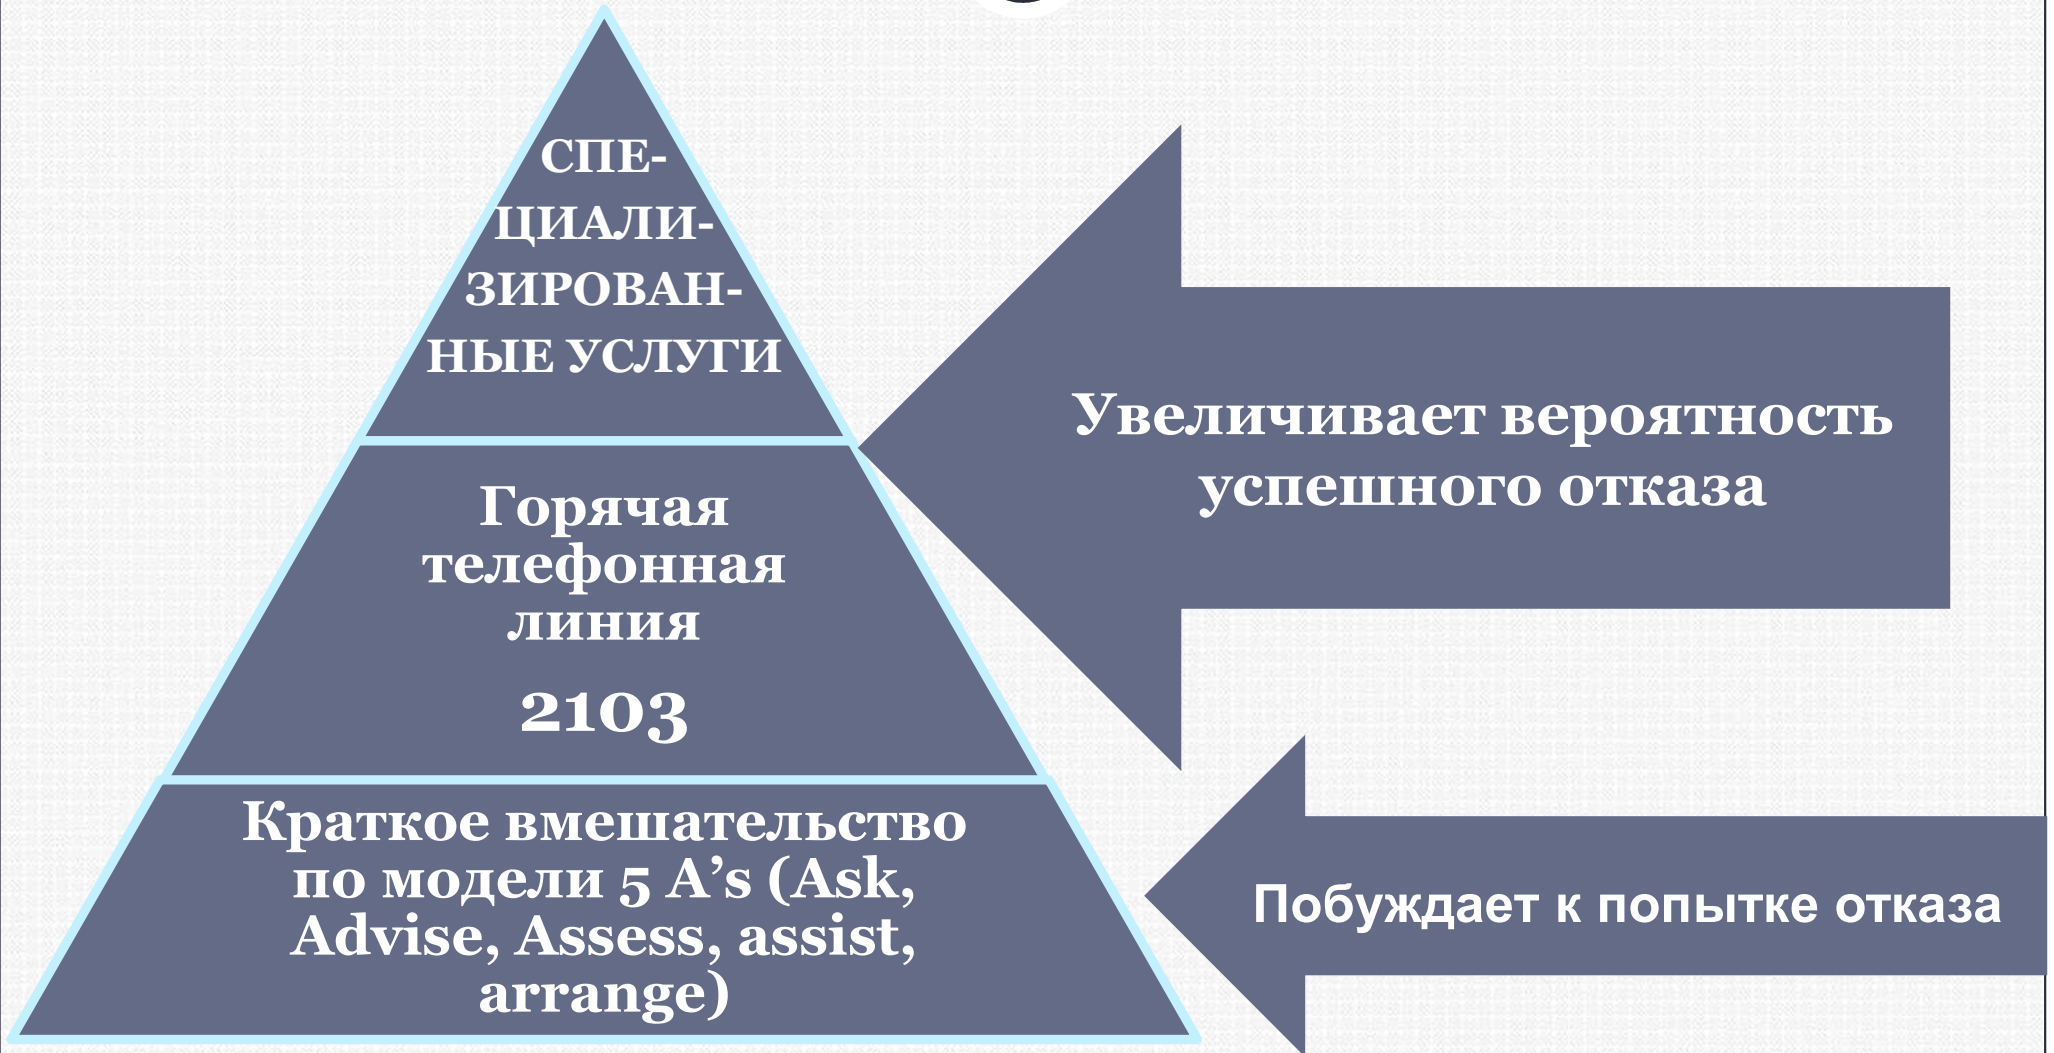 СПЕ-
ЦИАЛИ-
ЗИРОВАН-
НЫЕ УСЛУГИ
Горячая
телефонная
линия
2103
Краткое вмешательство
по модели 5 A’s (Ask,
Advise, Assess, assist,
arrange)
Увеличивает вероятность
успешного отказа
Побуждает к попытке отказа